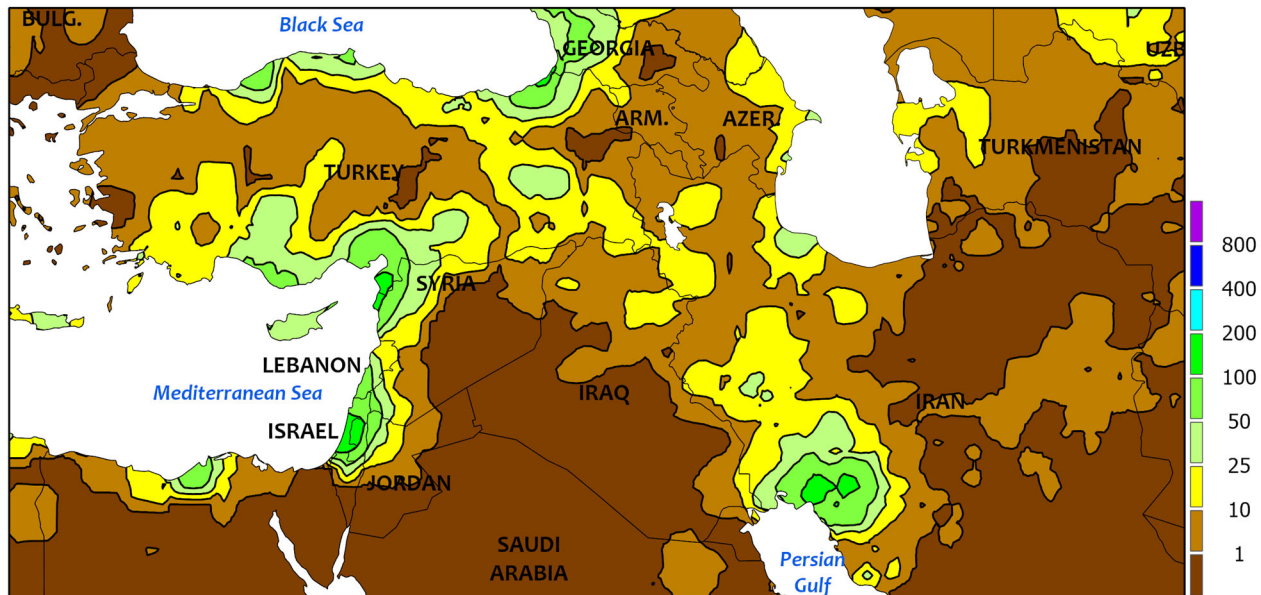 BULG.
Black Sea
GEORGIA
UZB
ARM.
AZER.
TURKMENISTAN
TURKEY
SYRIA
LEBANON
Mediterranean Sea
IRAQ
IRAN
ISRAEL
JORDAN
SAUDI
ARABIA
Persian
Gulf
800
400
200
100
50
25
10
1